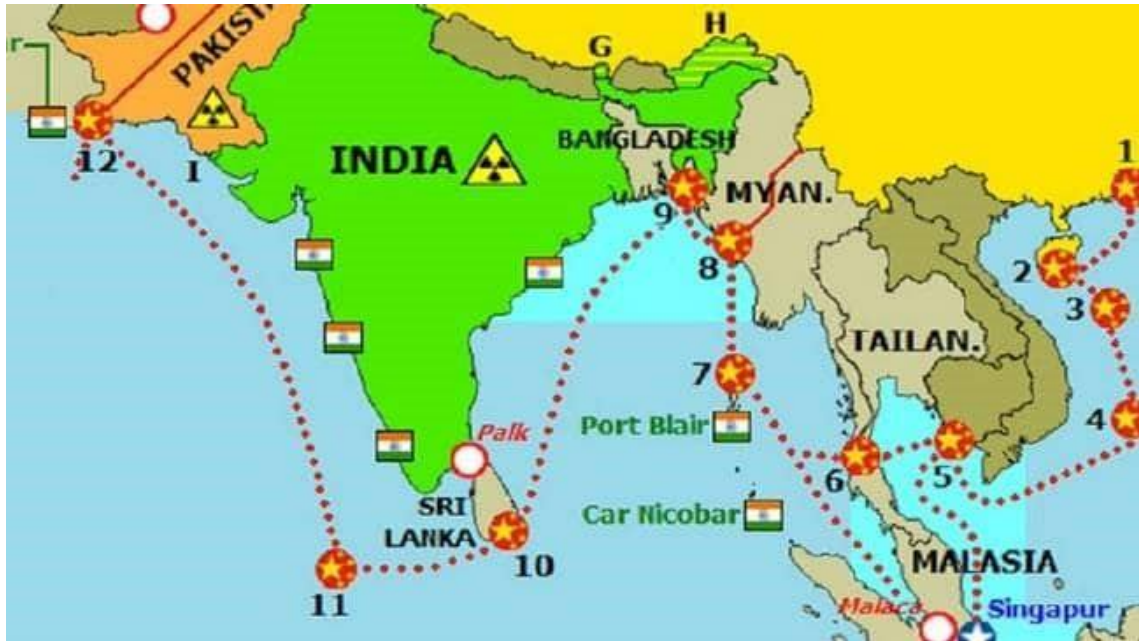 H
G
r
PAKIST
1
12
I
INDIA
BANGLADESH
9
MYAN.
8
2
3
TAILAN.
7
4
Port Blair
Palk
6
5
Car Nicobar
SRI
LANKA
10
11
MALASIA
Malaca
Singapur